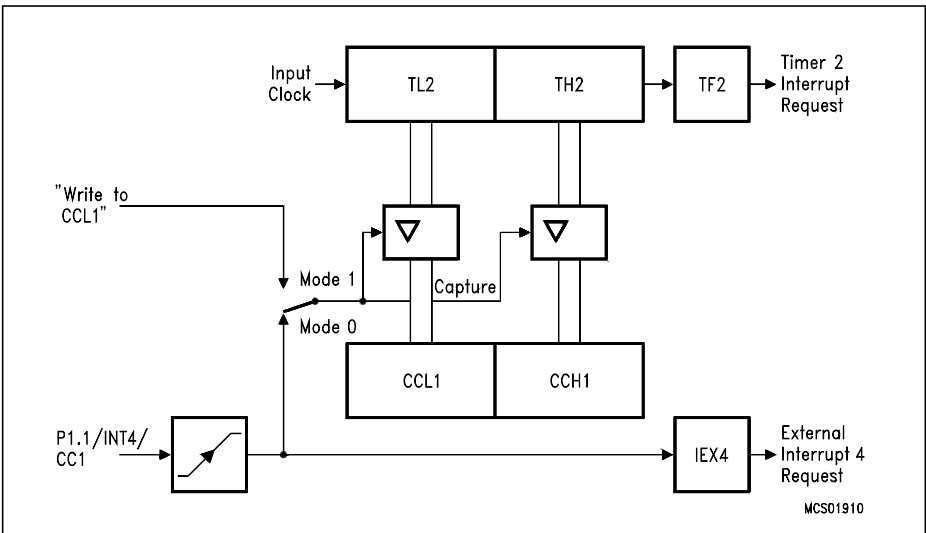 Input
Clock
TL2
TH2
TF2
Timer 2
Interrupt
Request
"Write to
CCL1"
Mode 1
Capture
Mode 0
CCL1
CCH1
P1.1/INT4/
CC1
IEX4
External
Interrupt 4
Request
MCS01910